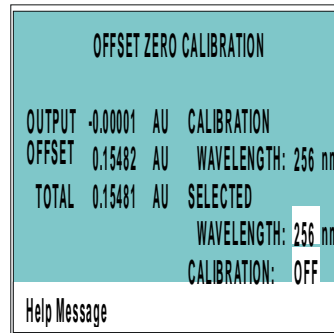 OFFSET ZERO CALIBRATION
OUTPUT -0.00001 AU CALIBRATION
OFFSET 0.15482 AU WAVELENGTH: 256 nm
TOTAL 0.15481 AU SELECTED
WAVELENGTH: 256 nm
CALIBRATION: OFF
Help Message